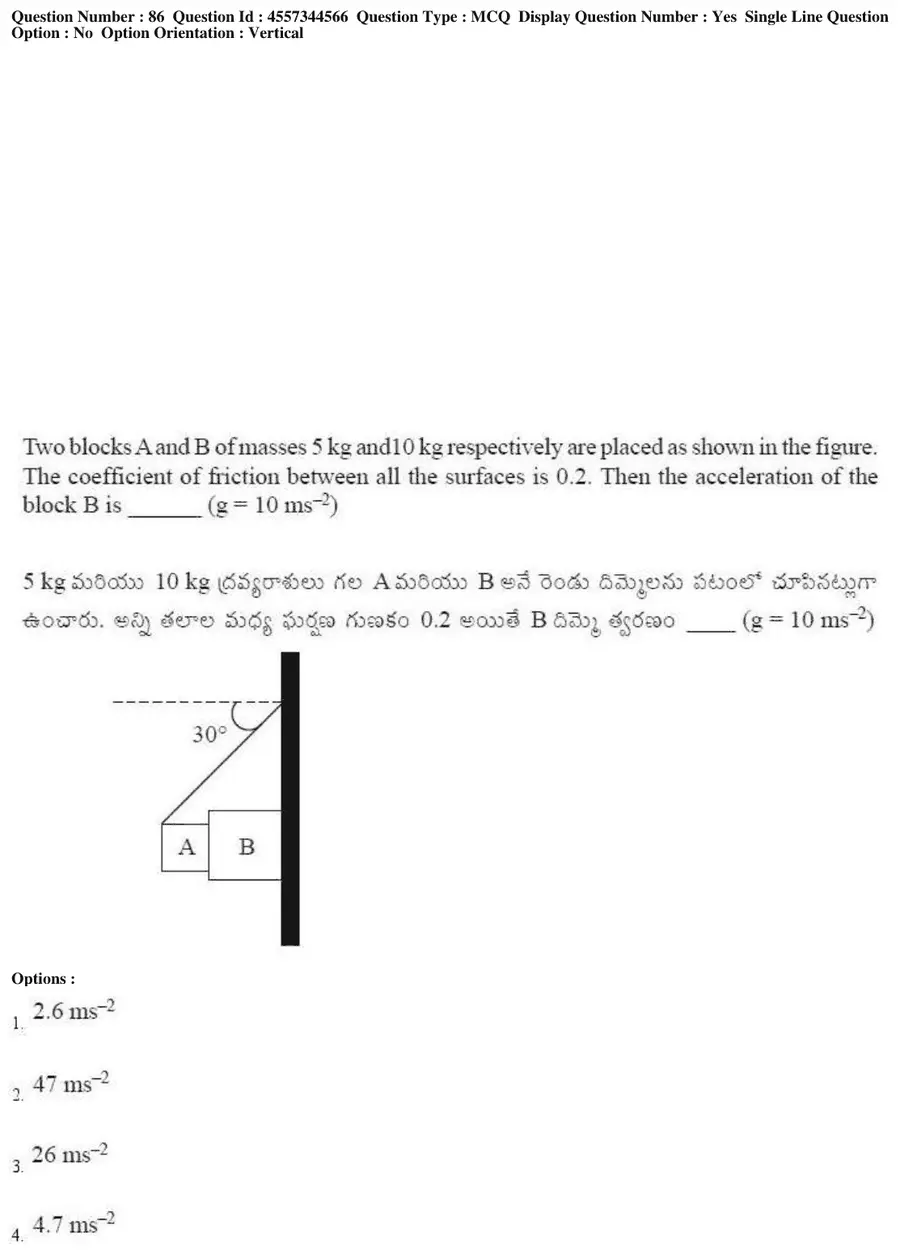 Question Number : 86 Question Id : 4557344566 Question Type : MCQ Display Question Number : Yes Single Line Question
Option : No Option Orientation : Vertical
Two blocks A and B of masses 5 kg and10 kg respectively are placed as shown in the figure.
The coefficient of friction between all the surfaces is 0.2. Then the acceleration of the
block B is ______ (g = 10 ms⁻²)
5 kg మరియు 10 kg ద్రవ్యరాశులు గల A మరియు B అనే రెండు దిమ్మెలను పటంలో చూపినట్లుగా
ఉంచారు. అన్ని తలాల మధ్య ఘర్షణ గుణకం 0.2 అయితే B దిమ్మె త్వరణం ____ (g = 10 ms⁻²)
30°
A B
Options :
1. 2.6 ms⁻²
2. 47 ms⁻²
3. 26 ms⁻²
4. 4.7 ms⁻²